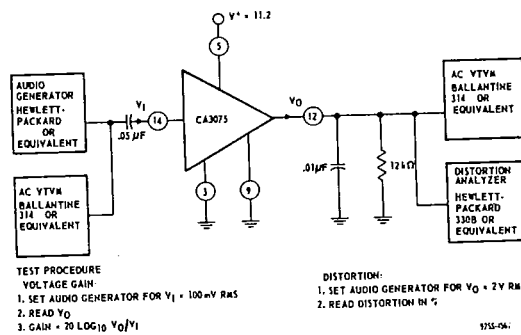 V+ = 11.2
5
AUDIO
GENERATOR
HEWLETT-
PACKARD
OR
EQUIVALENT
VI
.05 µF
14
CA3075
VO
12
AC VTVM
BALLANTINE
314 OR
EQUIVALENT
AC VTVM
BALLANTINE
314 OR
EQUIVALENT
3
9
.01µF
12kΩ
DISTORTION
ANALYZER
HEWLETT-
PACKARD
330B OR
EQUIVALENT
TEST PROCEDURE
VOLTAGE GAIN:
1. SET AUDIO GENERATOR FOR VI = 100mV RMS
2. READ VO
3. GAIN = 20 LOG10 VO/VI
DISTORTION:
1. SET AUDIO GENERATOR FOR VO = 2V RM
2. READ DISTORTION IN %